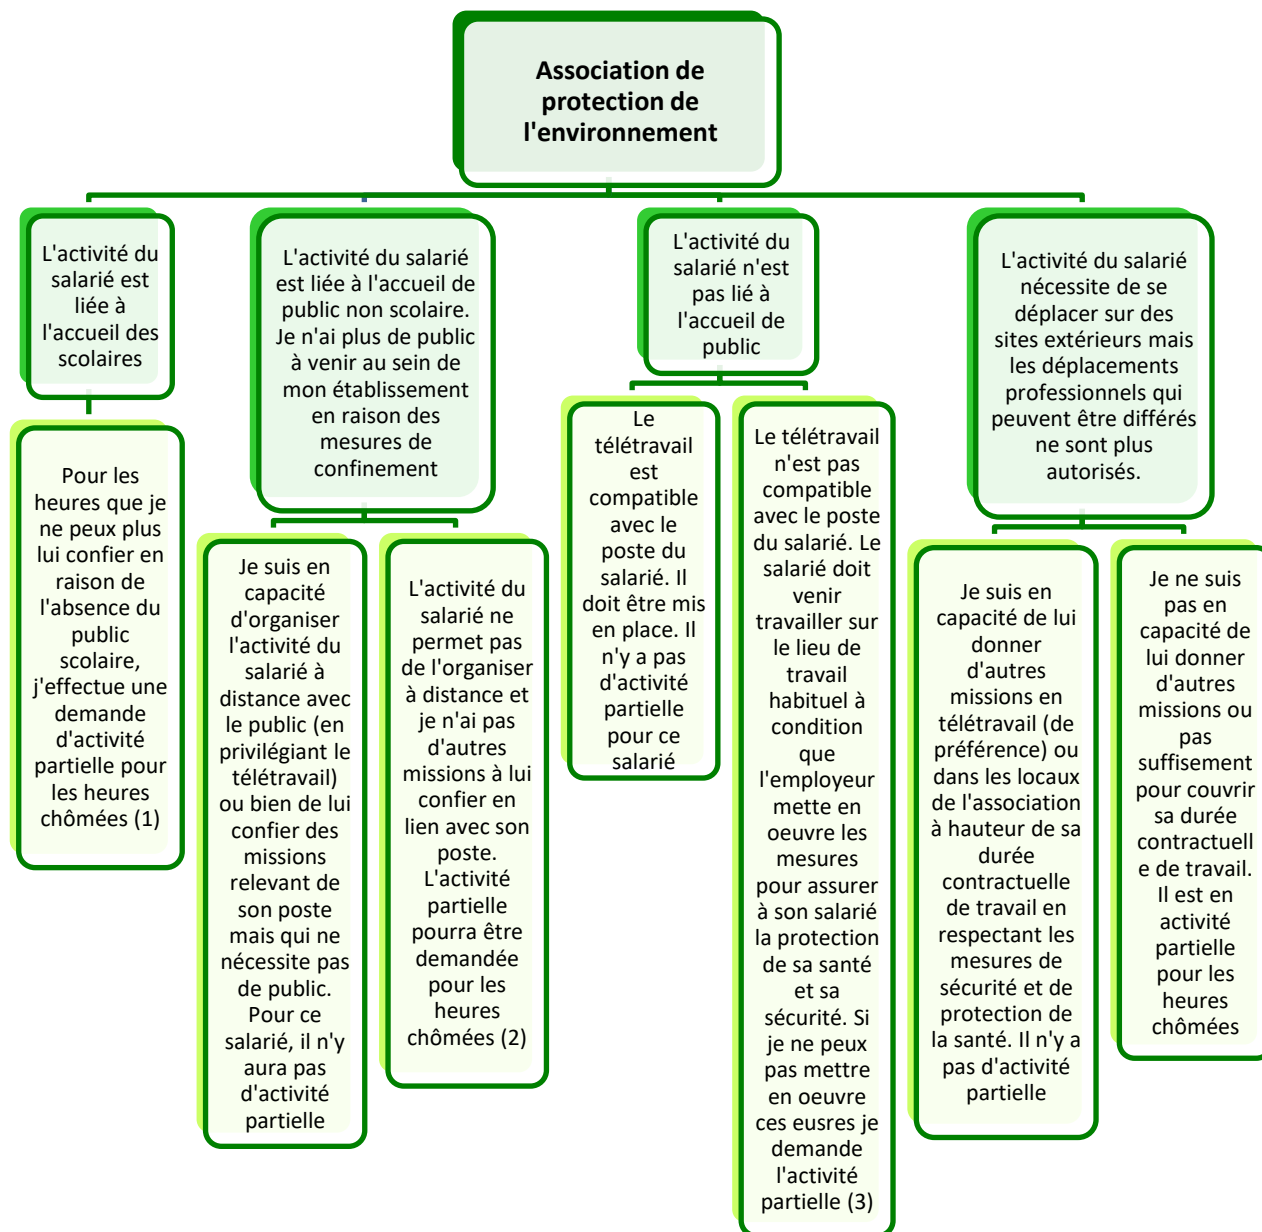 Association de
protection de
l'environnement
L'activité du
salarié est
liée à
l'accueil des
scolaires
Pour les
heures que je
ne peux plus
lui confier en
raison de
l'absence du
public
scolaire,
j'effectue une
demande
d'activité
partielle pour
les heures
chômées (1)
L'activité du salarié
est liée à l'accueil de
public non scolaire.
Je n'ai plus de public
à venir au sein de
mon établissement
en raison des
mesures de
confinement
Je suis en
capacité
d'organiser
l'activité du
salarié à
distance avec
le public (en
privilégiant le
télétravail)
ou bien de lui
confier des
missions
relevant de
son poste
mais qui ne
nécessite pas
de public.
Pour ce
salarié, il n'y
aura pas
d'activité
partielle
L'activité du
salarié ne
permet pas
de l'organiser
à distance et
je n'ai pas
d'autres
missions à lui
confier en
lien avec son
poste.
L'activité
partielle
pourra être
demandée
pour les
heures
chômées (2)
L'activité du
salarié n'est
pas lié à
l'accueil de
public
Le
télétravail
est
compatible
avec le
poste du
salarié. Il
doit être mis
en place. Il
n'y a pas
d'activité
partielle
pour ce
salarié
Le télétravail
n'est pas
compatible
avec le poste
du salarié. Le
salarié doit
venir
travailler sur
le lieu de
travail
habituel à
condition
que
l'employeur
mette en
oeuvre les
mesures
pour assurer
à son salarié
la protection
de sa santé
et sa
sécurité. Si
je ne peux
pas mettre
en oeuvre
ces eusres je
demande
l'activité
partielle (3)
L'activité du salarié
nécessite de se
déplacer sur des
sites extérieurs mais
les déplacements
professionnels qui
peuvent être différés
ne sont plus
autorisés.
Je suis en
capacité de lui
donner
d'autres
missions en
télétravail (de
préférence) ou
dans les locaux
de l'association
à hauteur de sa
durée
contractuelle
de travail en
respectant les
mesures de
sécurité et de
protection de
la santé. Il n'y a
pas d'activité
partielle
Je ne suis
pas en
capacité de
lui donner
d'autres
missions ou
pas
suffisement
pour couvrir
sa durée
contractuell
e de travail.
Il est en
activité
partielle
pour les
heures
chômées